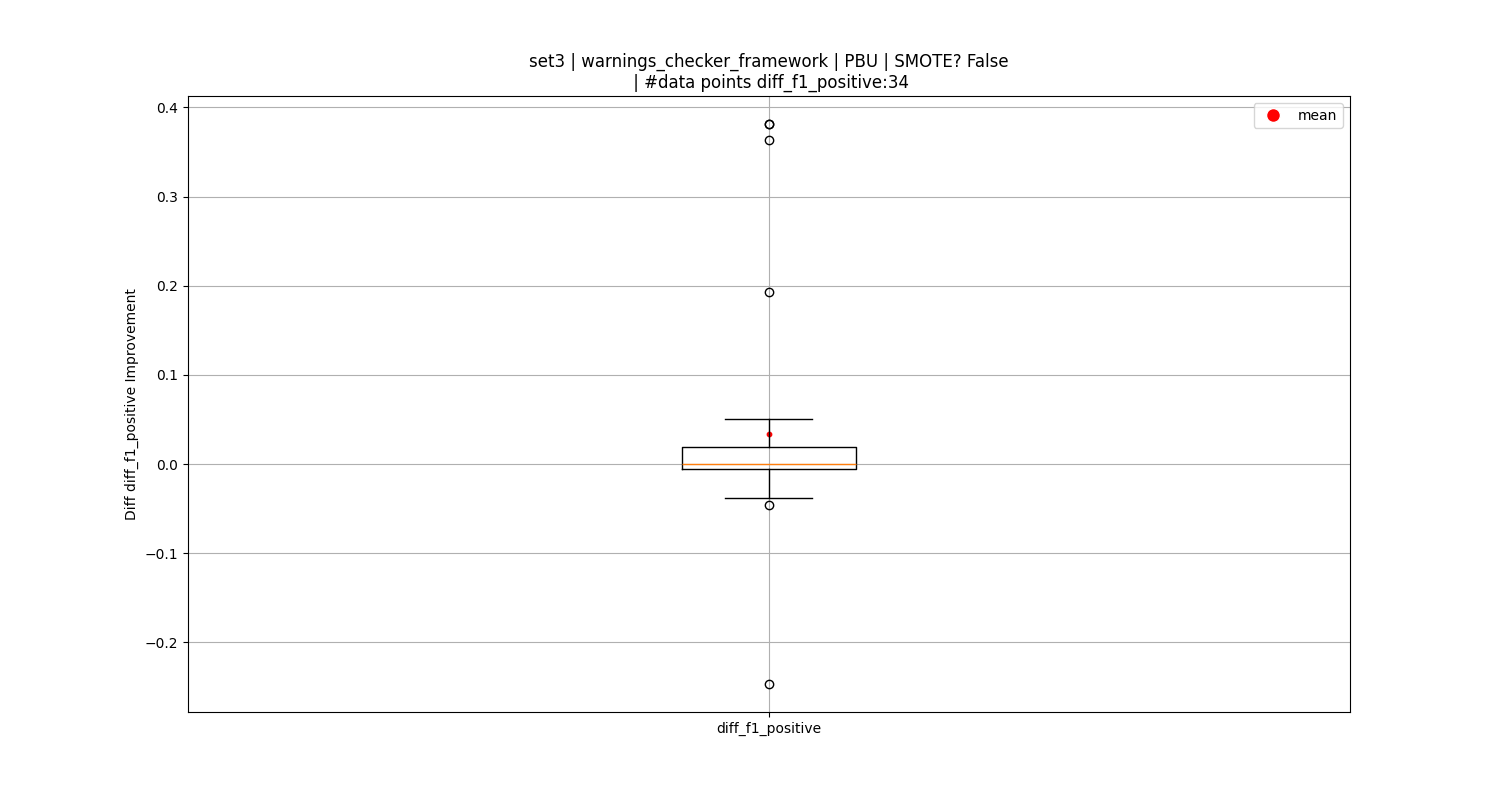 set3 | warnings_checker_framework | PBU | SMOTE? False
| #data points diff_f1_positive:34
mean
Diff diff_f1_positive Improvement
0.4
0.3
0.2
0.1
0.0
−0.1
−0.2
diff_f1_positive